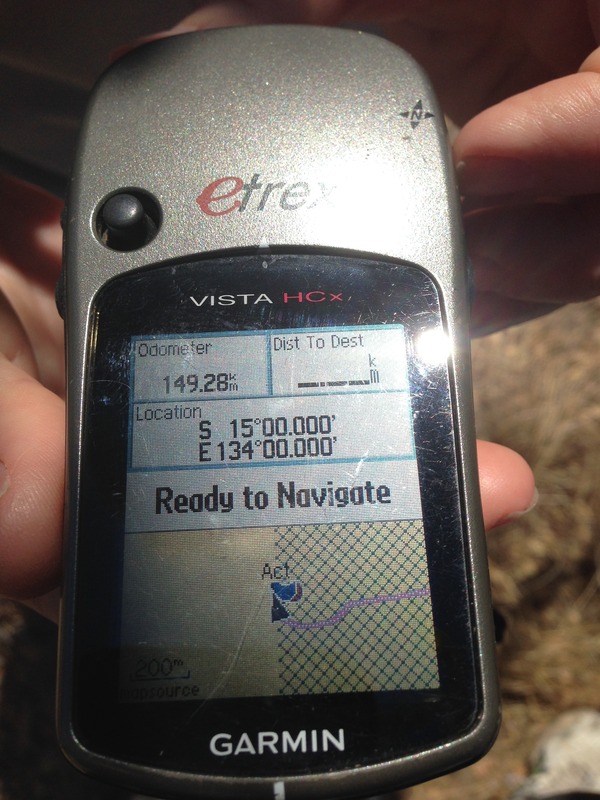 N
etrex
VISTA HCx
Odometer
149.28km
Dist To Dest
km
Location
S 15°00.000'
E 134°00.000'
Ready to Navigate
Act
200m
GARMIN